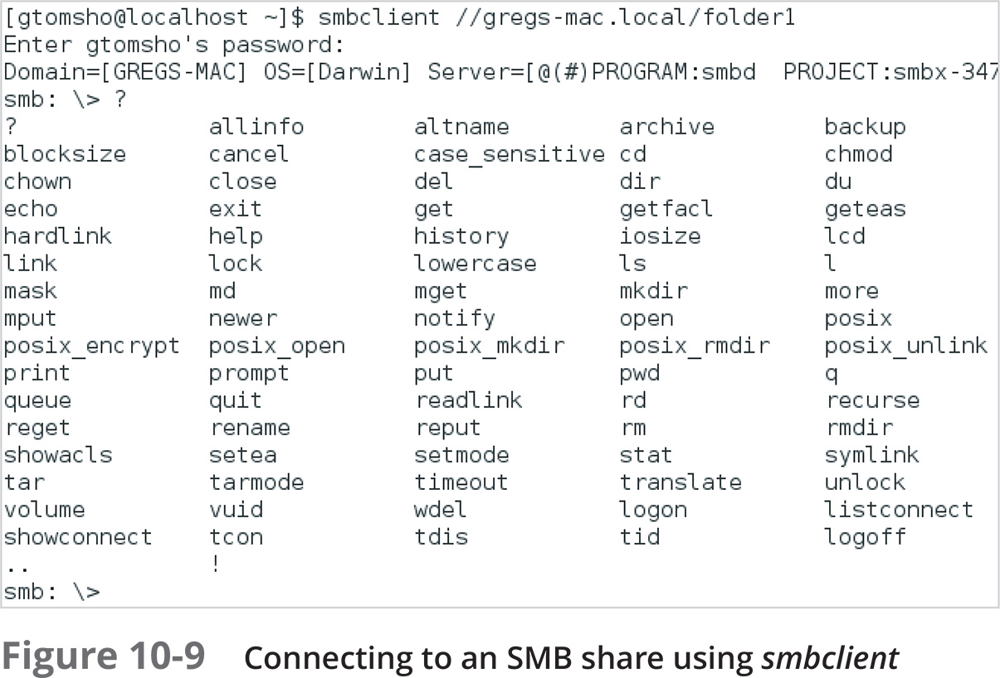 [gtomsho@localhost ~]$ smbclient //gregs-mac.local/folder1
Enter gtomsho's password:
Domain=[GREGS-MAC] OS=[Darwin] Server=[@(#)PROGRAM:smbd  PROJECT:smbx-347
smb: \> ?
?              allinfo        altname        archive        backup
blocksize      cancel         case_sensitive cd             chmod
chown          close          del            dir            du
echo           exit           get            getfacl        geteas
hardlink       help           history        iosize         lcd
link           lock           lowercase      ls             l
mask           md             mget           mkdir          more
mput           newer          notify         open           posix
posix_encrypt  posix_open     posix_mkdir    posix_rmdir    posix_unlink
print          prompt         put            pwd            q
queue          quit           readlink       rd             recurse
reget          rename         reput          rm             rmdir
showacls       setea          setmode        stat           symlink
tar            tarmode        timeout        translate      unlock
volume         vuid           wdel           logon          listconnect
showconnect    tcon           tdis           tid            logoff
..             !
smb: \>
Figure 10-9 Connecting to an SMB share using smbclient